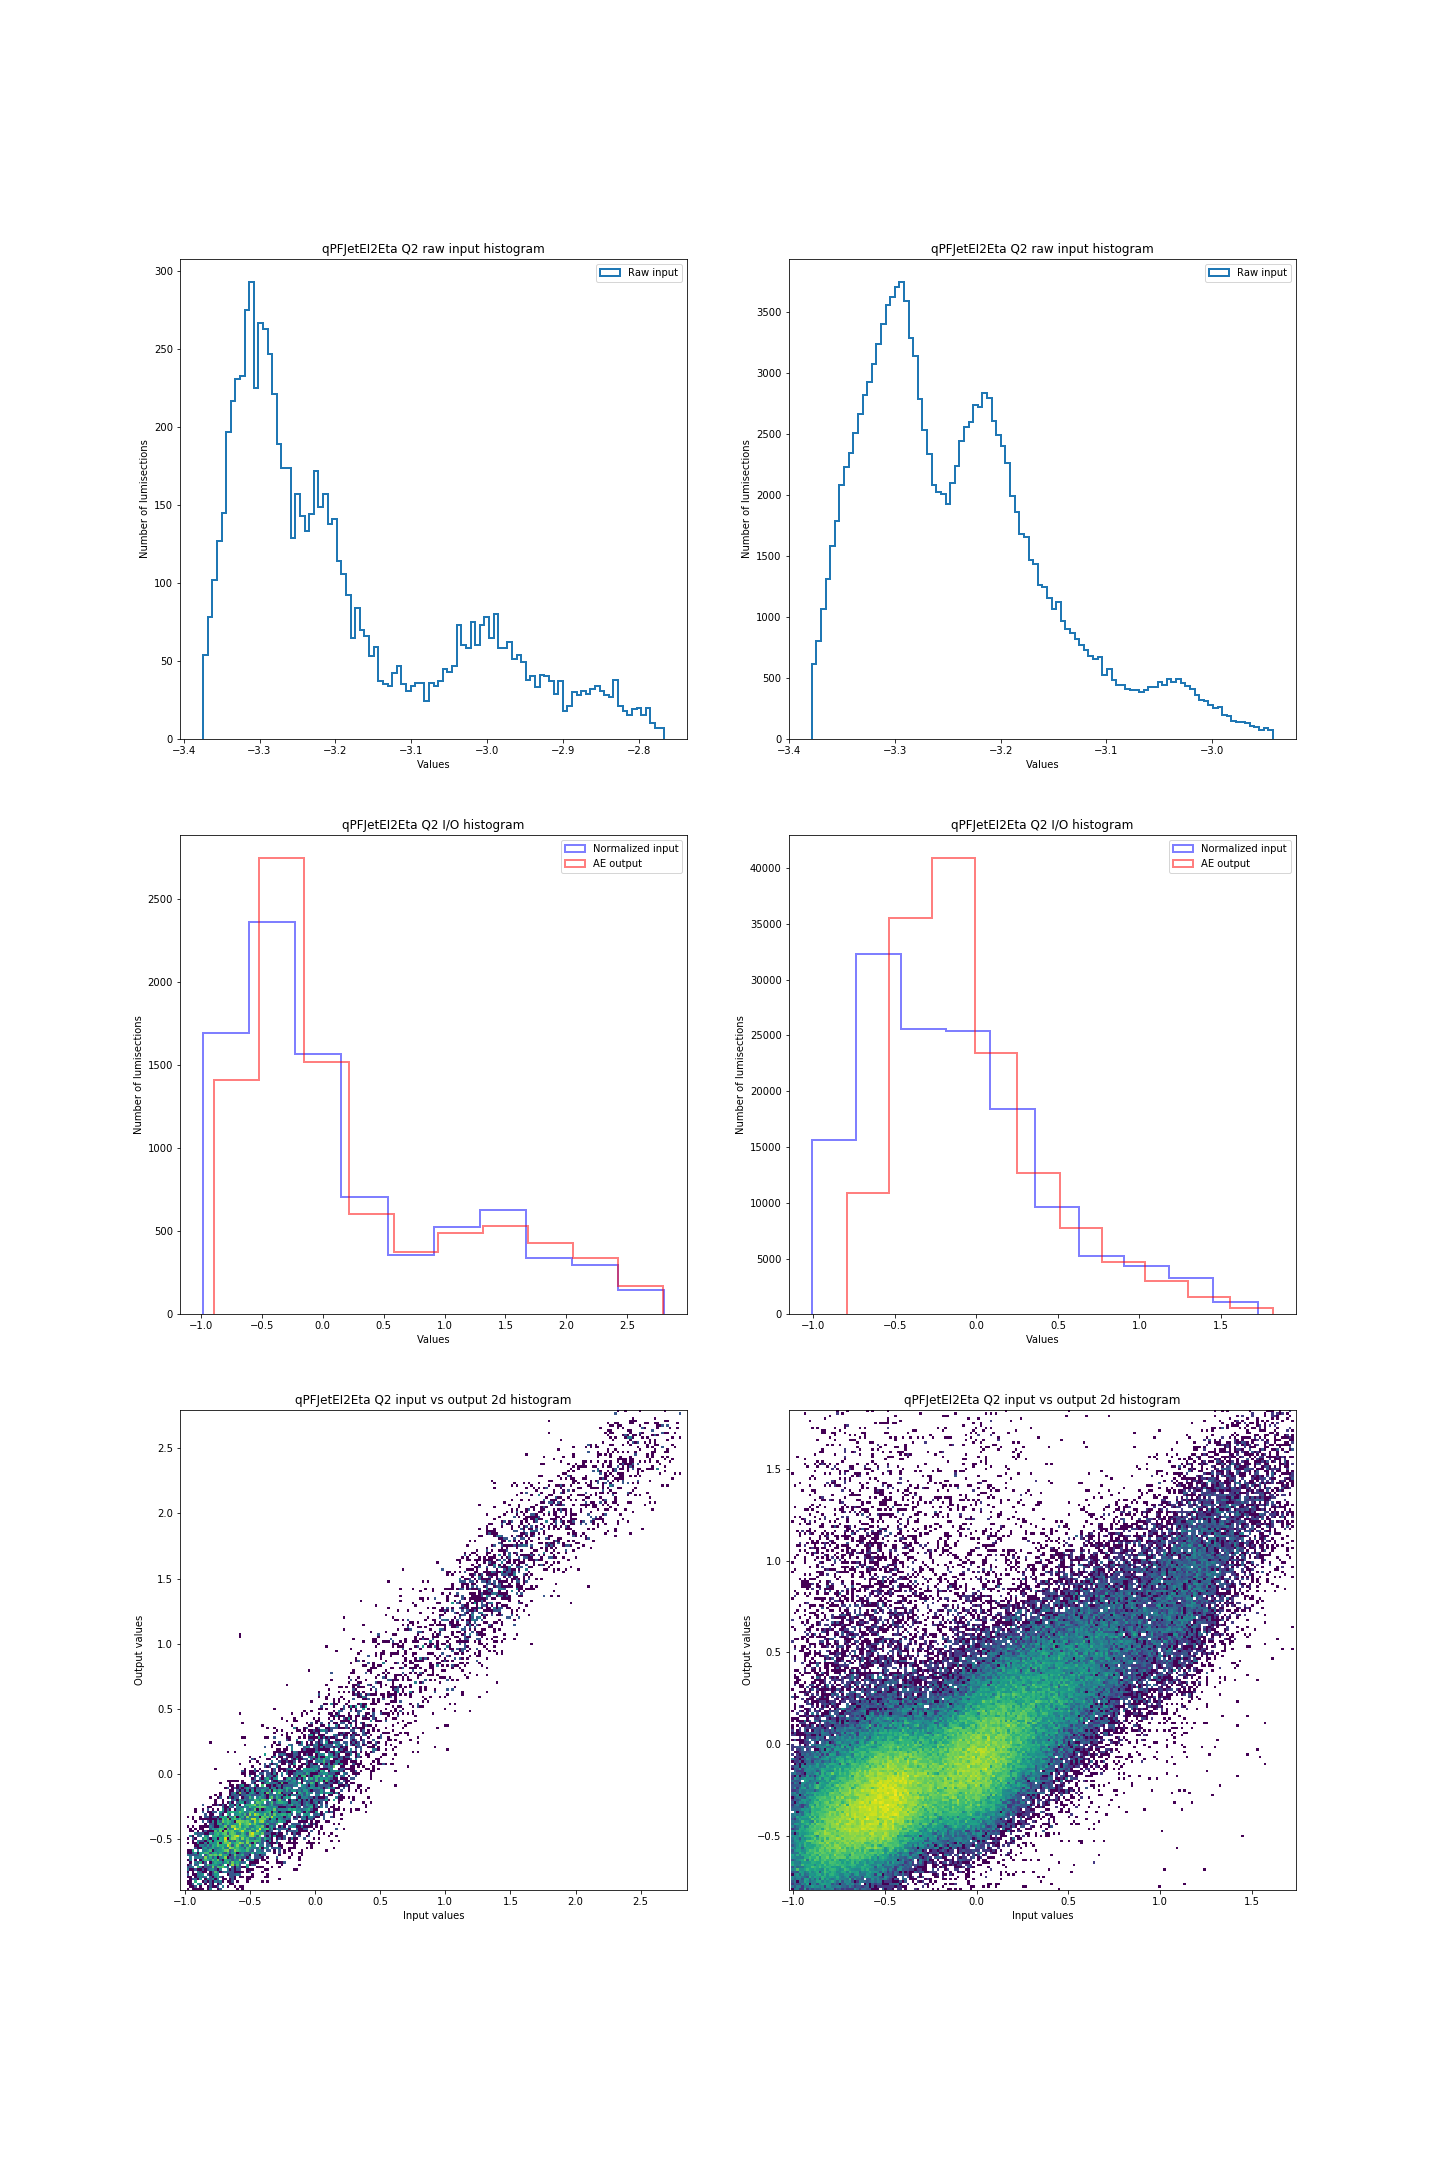 qPFJetEI2Eta Q2 raw input histogram
Raw input
300
250
200
150
100
50
0
Number of lumisections
−3.4 −3.3 −3.2 −3.1 −3.0 −2.9 −2.8
Values
qPFJetEI2Eta Q2 raw input histogram
Raw input
3500
3000
2500
2000
1500
1000
500
0
Number of lumisections
−3.4 −3.3 −3.2 −3.1 −3.0
Values
qPFJetEI2Eta Q2 I/O histogram
Normalized input
AE output
2500
2000
1500
1000
500
0
Number of lumisections
−1.0 −0.5 0.0 0.5 1.0 1.5 2.0 2.5
Values
qPFJetEI2Eta Q2 I/O histogram
Normalized input
AE output
40000
35000
30000
25000
20000
15000
10000
5000
0
Number of lumisections
−1.0 −0.5 0.0 0.5 1.0 1.5
Values
qPFJetEI2Eta Q2 input vs output 2d histogram
2.5
2.0
1.5
1.0
0.5
0.0
−0.5
Output values
−1.0 −0.5 0.0 0.5 1.0 1.5 2.0 2.5
Input values
qPFJetEI2Eta Q2 input vs output 2d histogram
1.5
1.0
0.5
0.0
−0.5
Output values
−1.0 −0.5 0.0 0.5 1.0 1.5
Input values